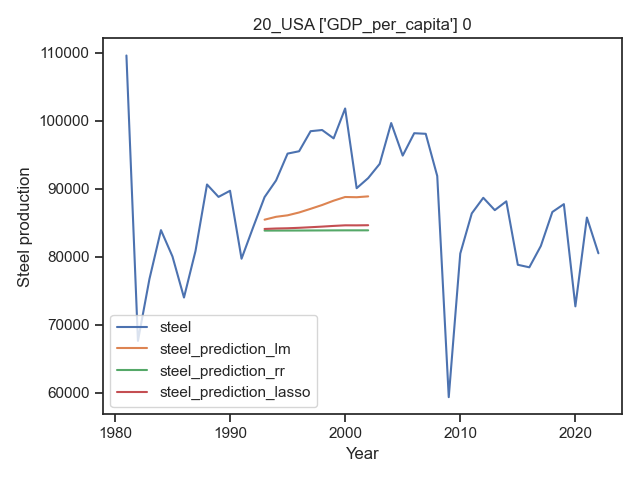 20_USA ['GDP_per_capita'] 0
110000
100000
90000
80000
70000
60000
Steel production
steel
steel_prediction_lm
steel_prediction_rr
steel_prediction_lasso
1980
1990
2000
2010
2020
Year